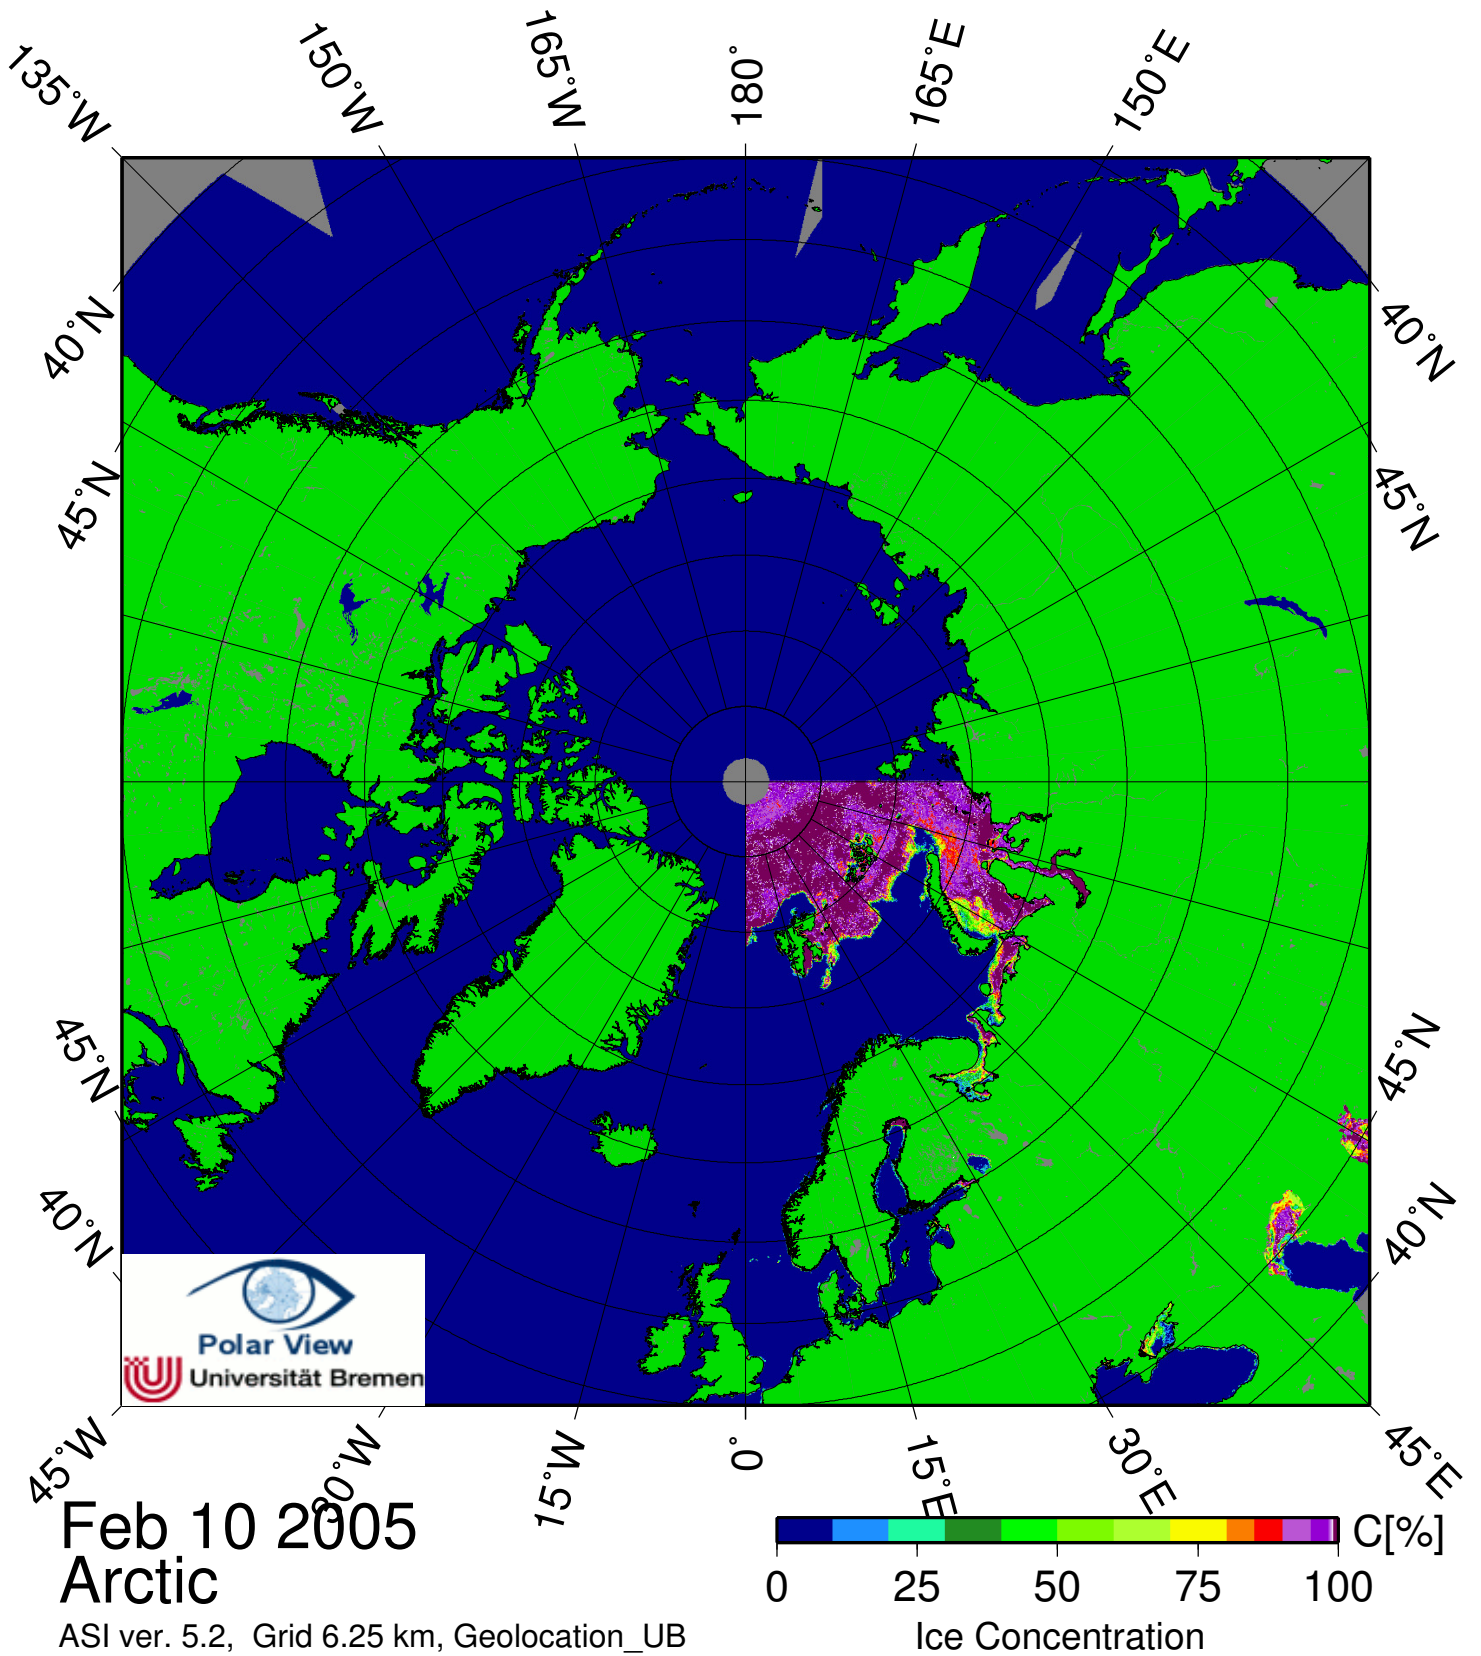 135°W
150°W
165°W
180°
165°E
150°E
40°N
40°N
45°N
45°N
45°N
45°N
40°N
40°N
Polar View
Universität Bremen
45°W
30°W
15°W
0°
15°E
30°E
45°E
Feb 10 2005
Arctic
ASI ver. 5.2, Grid 6.25 km, Geolocation_UB
C[%]
0 25 50 75 100
Ice Concentration